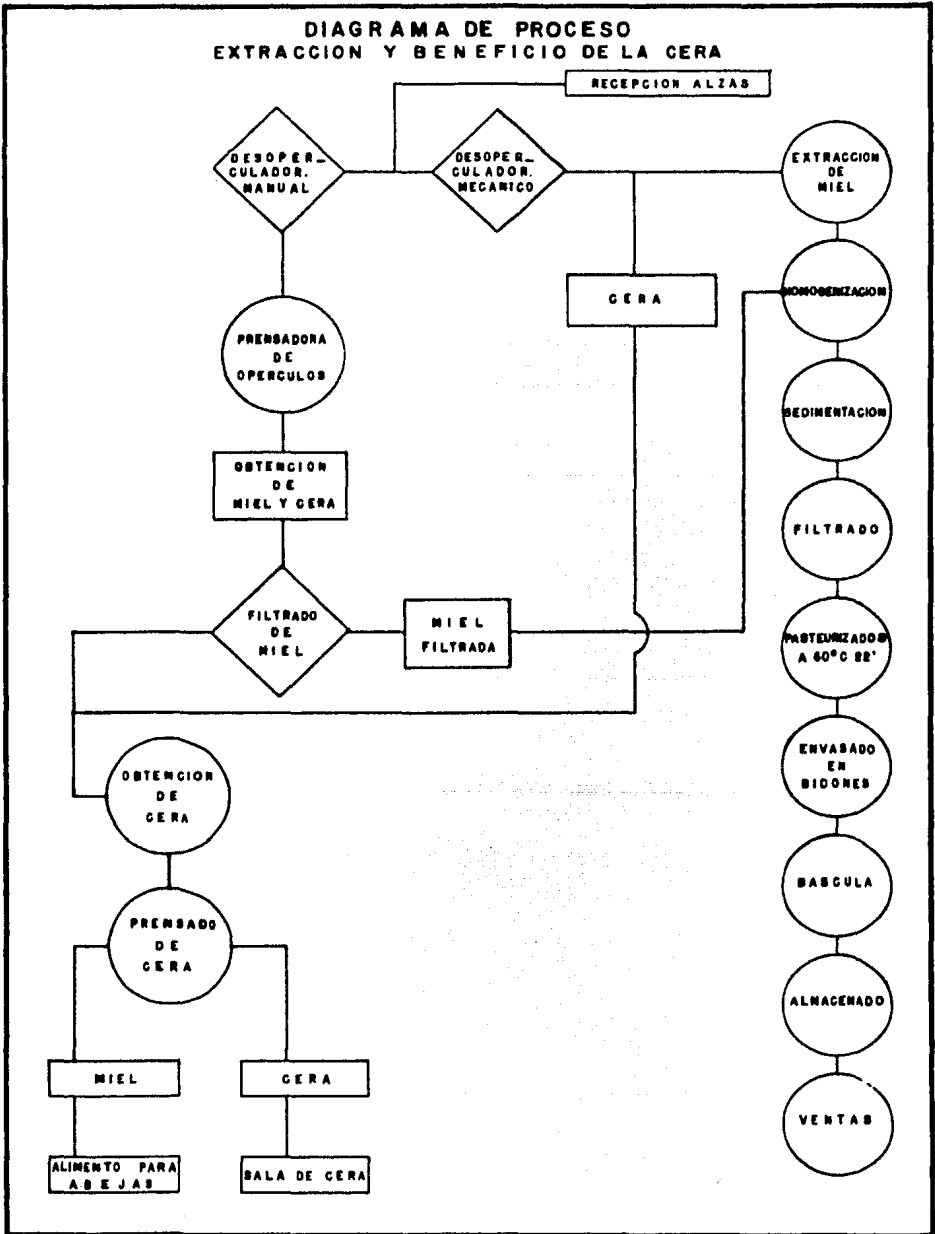 DIAGRAMA DE PROCESO
EXTRACCION Y BENEFICIO DE LA CERA
RECEPCION ALZAS
DESOPER_
CULADOR.
MANUAL
DESOPER_
CULADOR.
MECANICO
EXTRACCION
DE
MIEL
CERA
HOMOGENIZACION
PRENSADORA
DE
OPERCULOS
SEDIMENTACION
OBTENCION
DE
MIEL Y CERA
FILTRADO
FILTRADO
DE
MIEL
MIEL
FILTRADA
PASTEURIZADO
A 60°C 22'
OBTENCION
DE
CERA
ENVASADO
EN
BIDONES
BASCULA
PRENSADO
DE
CERA
ALMACENADO
MIEL
CERA
VENTAS
ALIMENTO PARA
ABEJAS
SALA DE CERA